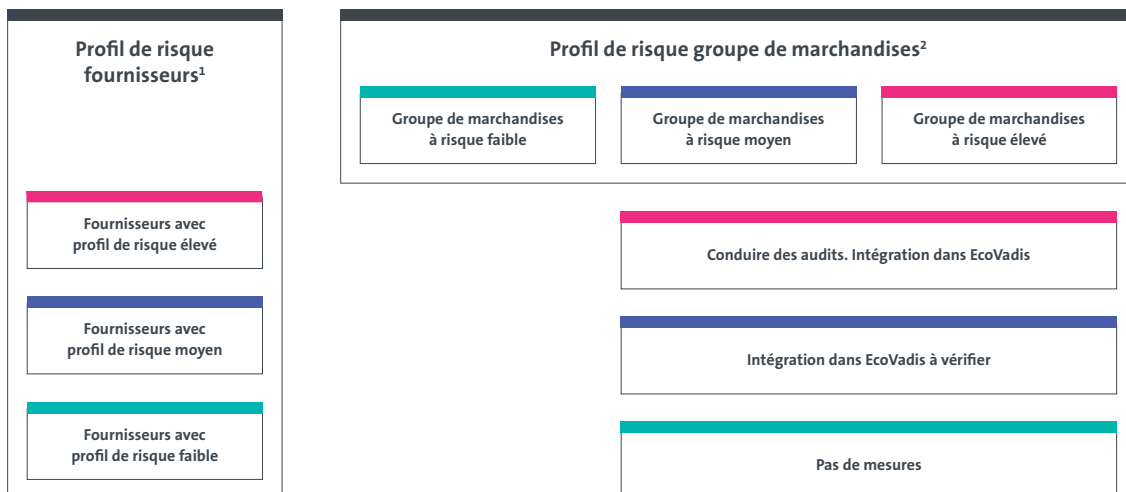 Profil de risque
fournisseurs¹
Profil de risque groupe de marchandises²
Groupe de marchandises
à risque faible
Groupe de marchandises
à risque moyen
Groupe de marchandises
à risque élevé
Fournisseurs avec
profil de risque élevé
Conduire des audits. Intégration dans EcoVadis
Fournisseurs avec
profil de risque moyen
Intégration dans EcoVadis à vérifier
Fournisseurs avec
profil de risque faible
Pas de mesures